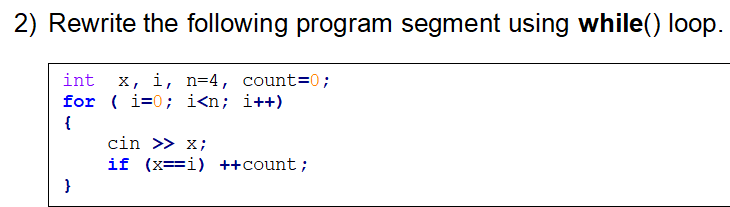 2) Rewrite the following program segment using while() loop.
int x, i, n=4, count=0;
for ( i=0; i<n; i++)
{
cin >> x;
if (x==i) ++count;
}